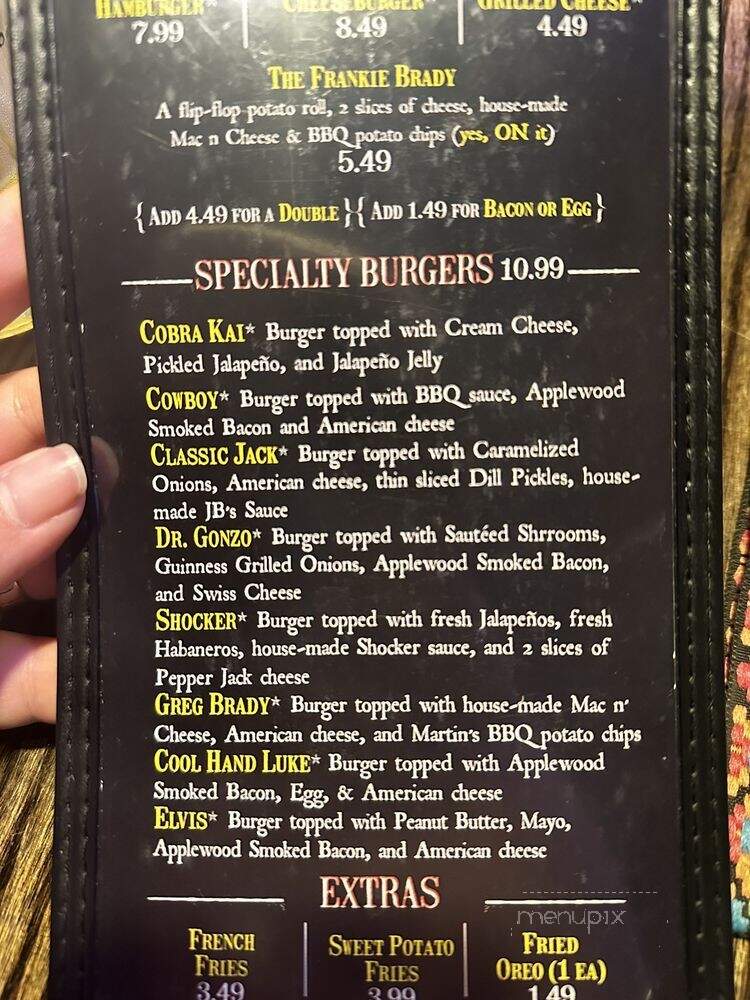 HAMBURGER* CHEESEBURGER* GRILLED CHEESE*
7.99 8.49 4.49
THE FRANKIE BRADY
A flip-flop potato roll, 2 slices of cheese, house-made
Mac n Cheese & BBQ potato chips (yes, ON it)
5.49
{ADD 4.49 FOR A DOUBLE}{ADD 1.49 FOR BACON OR EGG}
SPECIALTY BURGERS 10.99
COBRA KAI* Burger topped with Cream Cheese,
Pickled Jalapeño, and Jalapeño Jelly
COWBOY* Burger topped with BBQ sauce, Applewood
Smoked Bacon and American cheese
CLASSIC JACK* Burger topped with Caramelized
Onions, American cheese, thin sliced Dill Pickles, house-
made JB's Sauce
DR. GONZO* Burger topped with Sautéed Shrrooms,
Guinness Grilled Onions, Applewood Smoked Bacon,
and Swiss Cheese
SHOCKER* Burger topped with fresh Jalapeños, fresh
Habaneros, house-made Shocker sauce, and 2 slices of
Pepper Jack cheese
GREG BRADY* Burger topped with house-made Mac n'
Cheese, American cheese, and Martin's BBQ potato chips
COOL HAND LUKE* Burger topped with Applewood
Smoked Bacon, Egg, & American cheese
ELVIS* Burger topped with Peanut Butter, Mayo,
Applewood Smoked Bacon, and American cheese
EXTRAS
menupix
FRENCH SWEET POTATO FRIED
FRIES FRIES OREO (1 EA)
3.49 3.99 1.49